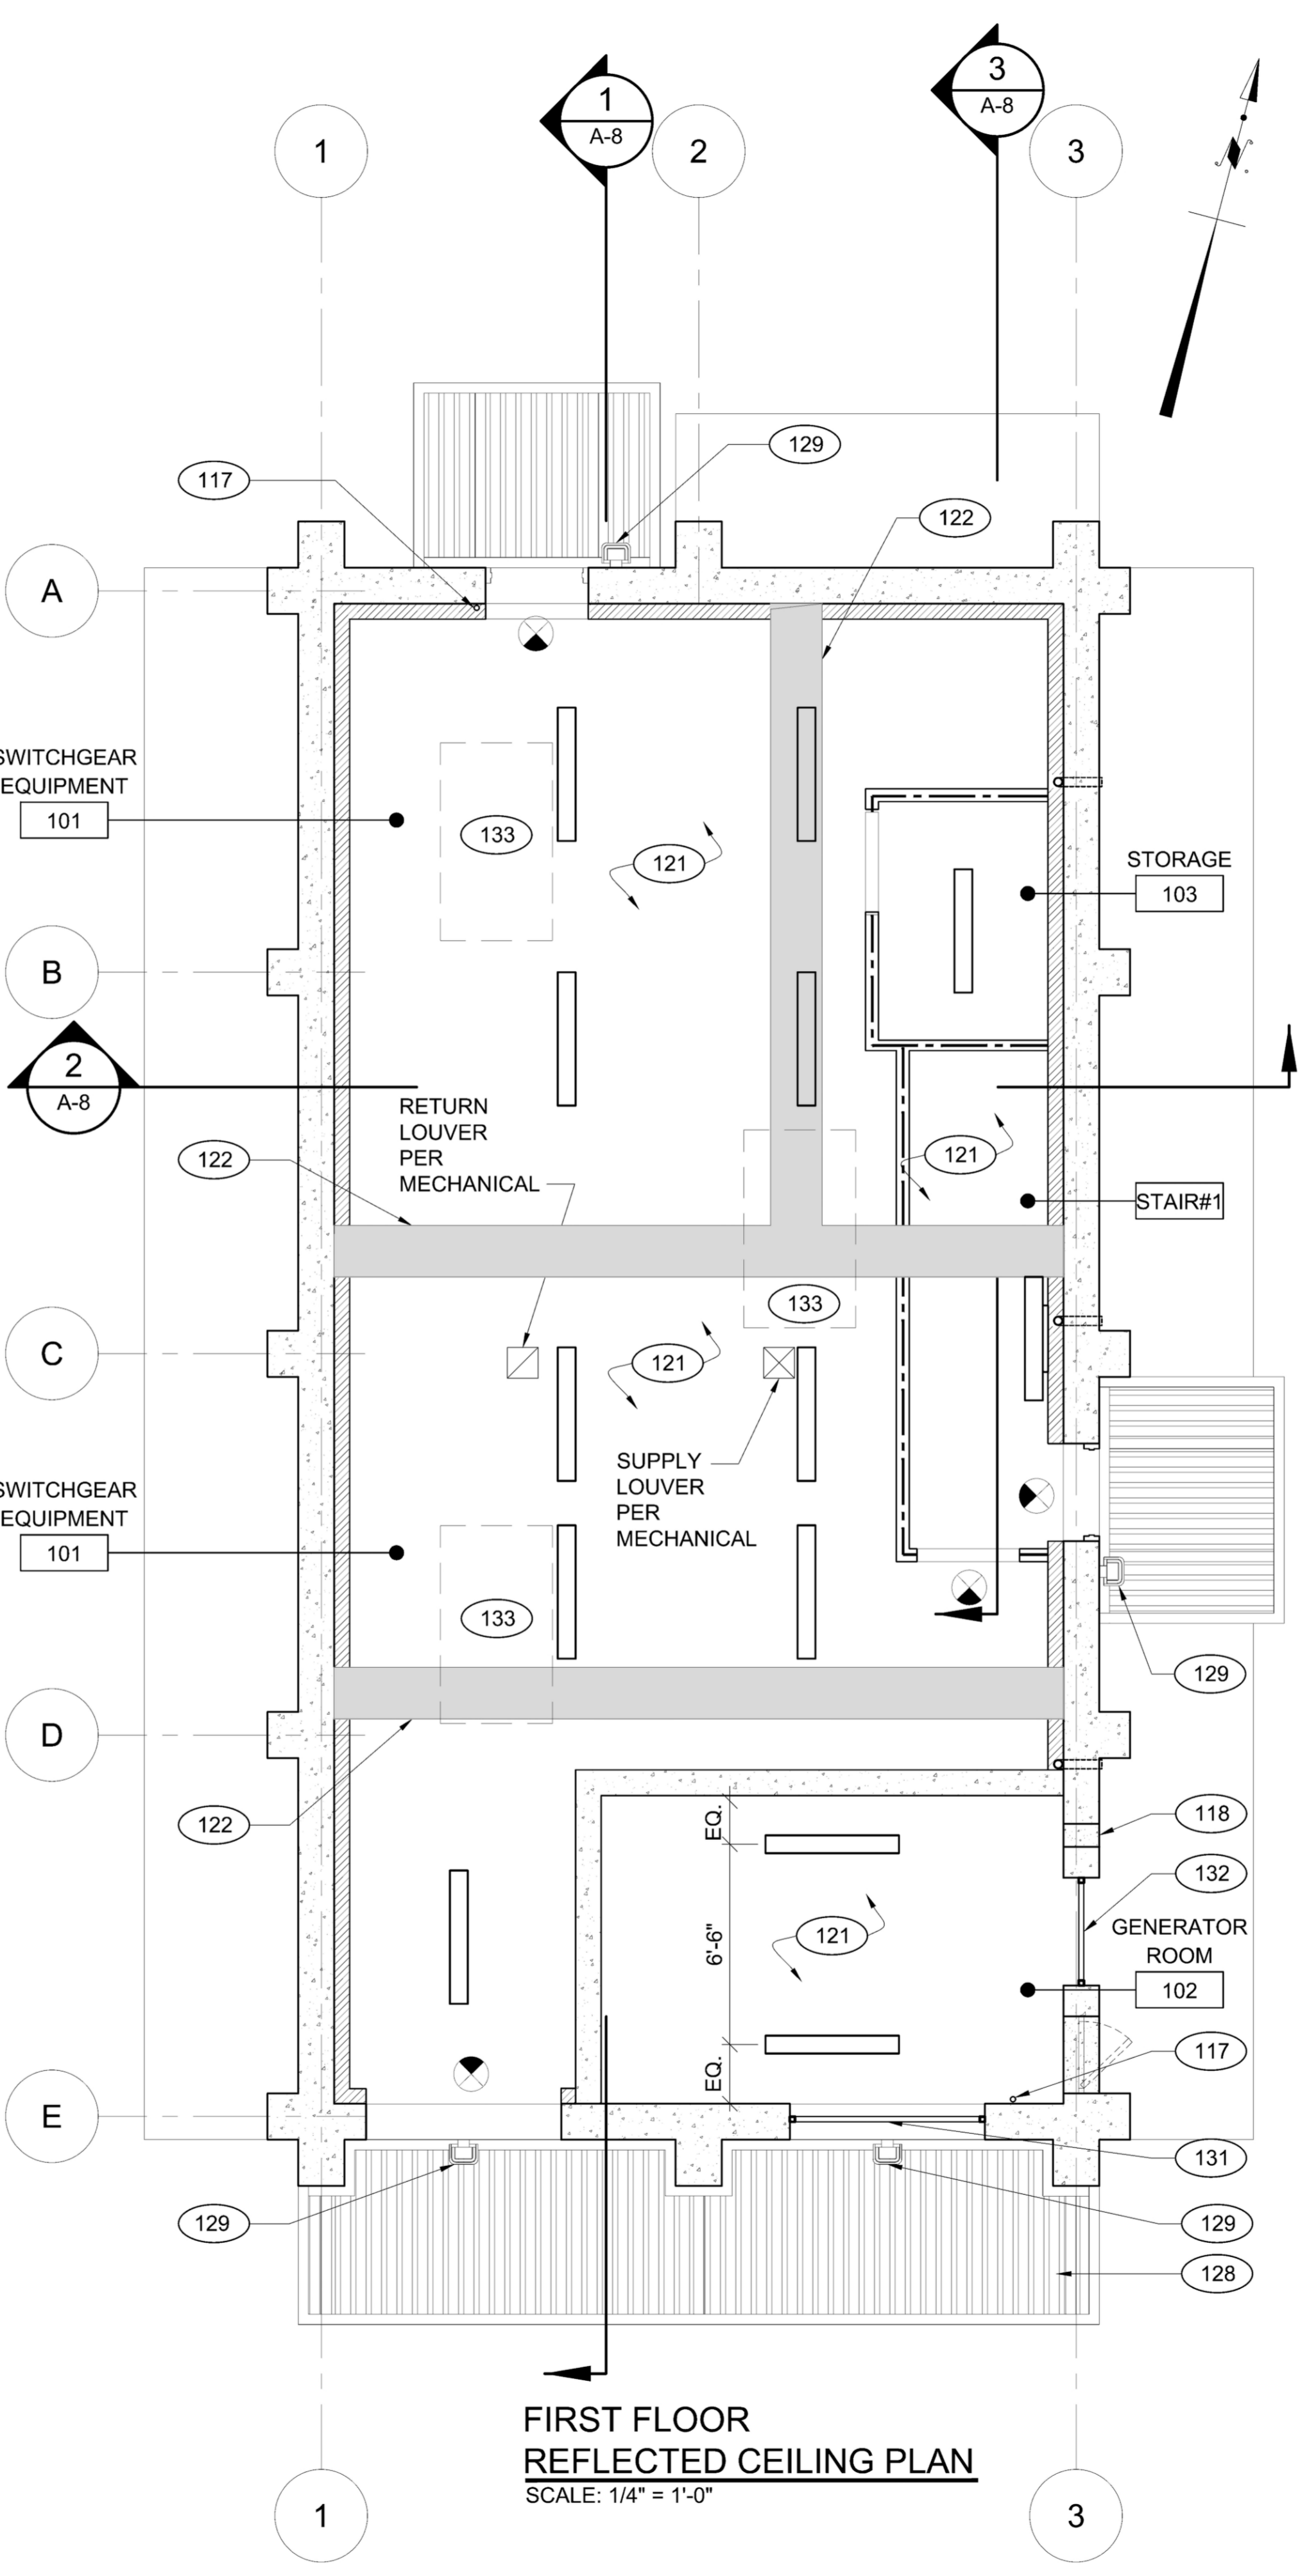 1
A-8
3
A-8
1
2
3
129
117
122
A
SWITCHGEAR
EQUIPMENT
101
133
121
STORAGE
103
B
2
A-8
RETURN
LOUVER
PER
MECHANICAL
122
121
STAIR#1
133
C
121
SUPPLY
LOUVER
PER
MECHANICAL
SWITCHGEAR
EQUIPMENT
101
133
129
D
122
EQ.
118
132
121
6'-6"
GENERATOR
ROOM
102
117
EQ.
E
131
129
129
128
FIRST FLOOR
REFLECTED CEILING PLAN
SCALE: 1/4" = 1'-0"
1
3